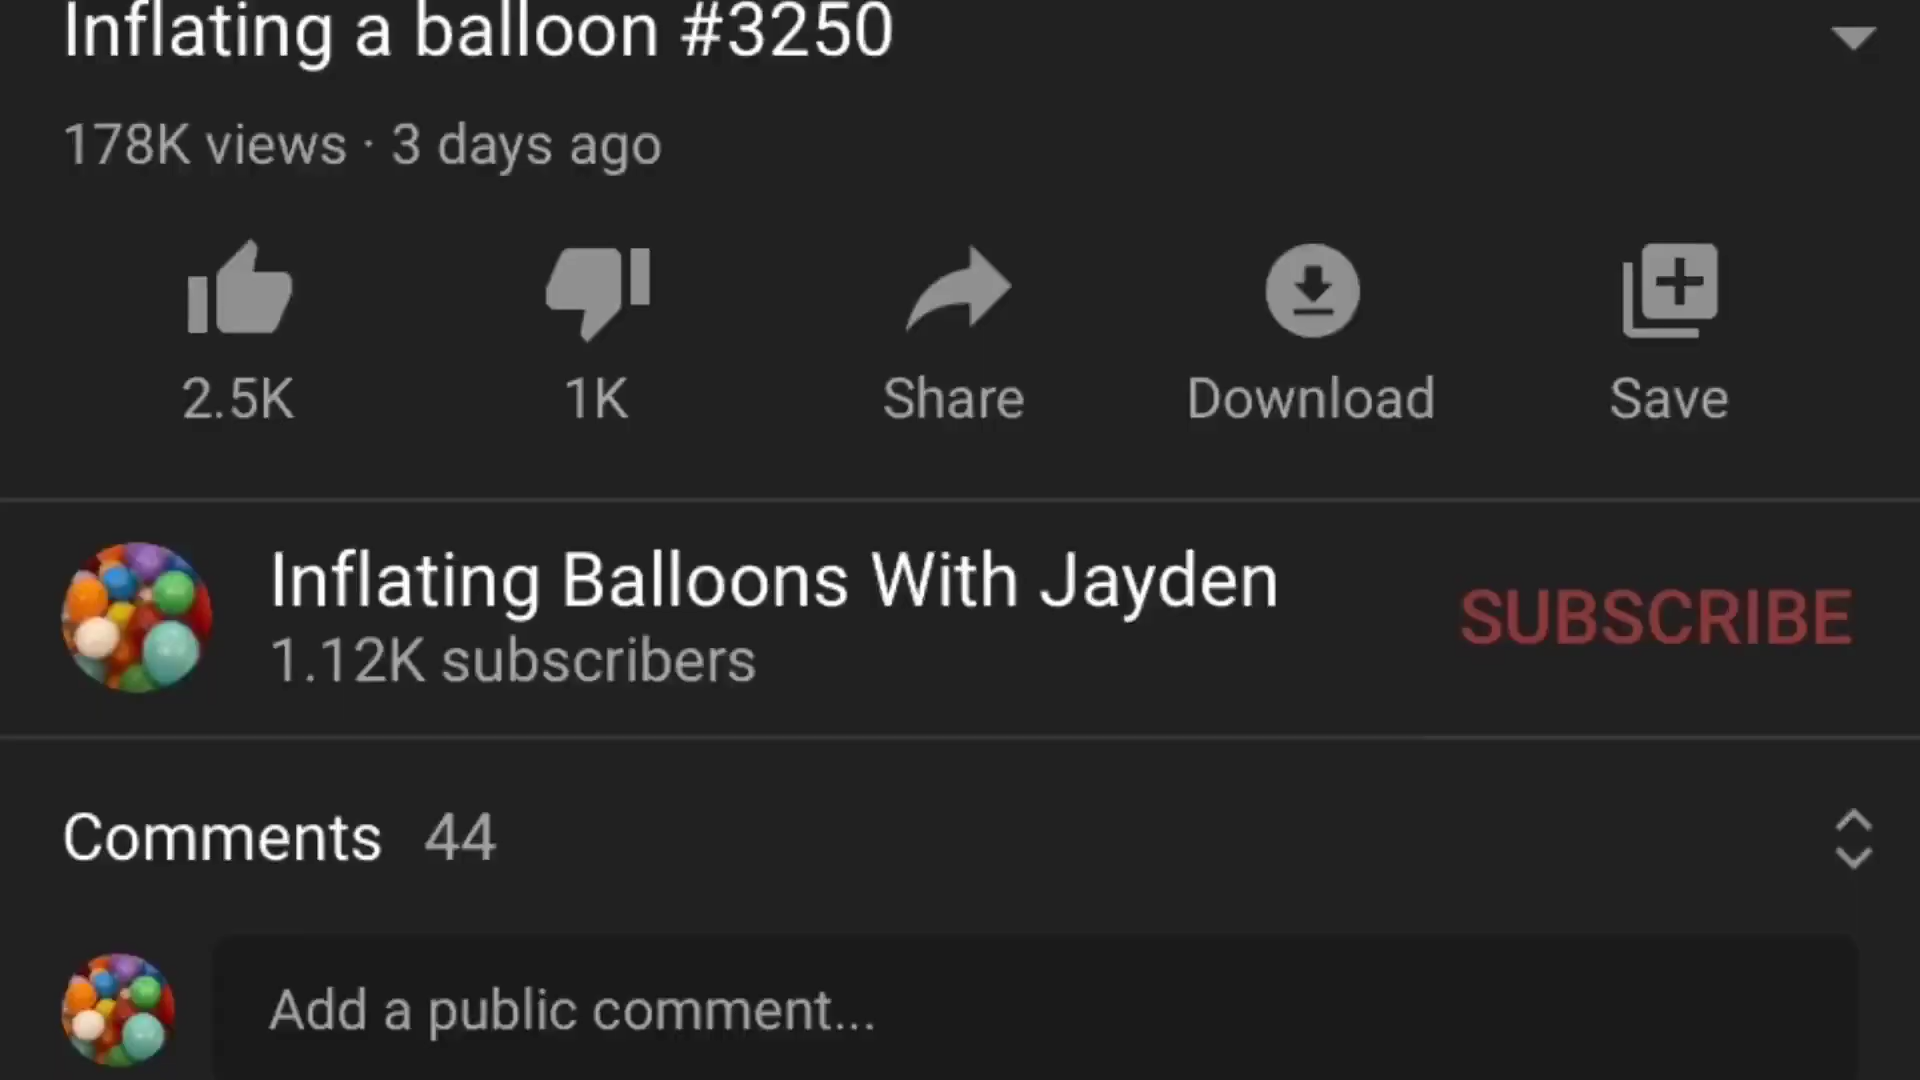 Inflating a balloon #3250
178K views · 3 days ago
2.5K
1K
Share
Download
Save
Inflating Balloons With Jayden
1.12K subscribers
SUBSCRIBE
Comments 44
Add a public comment...